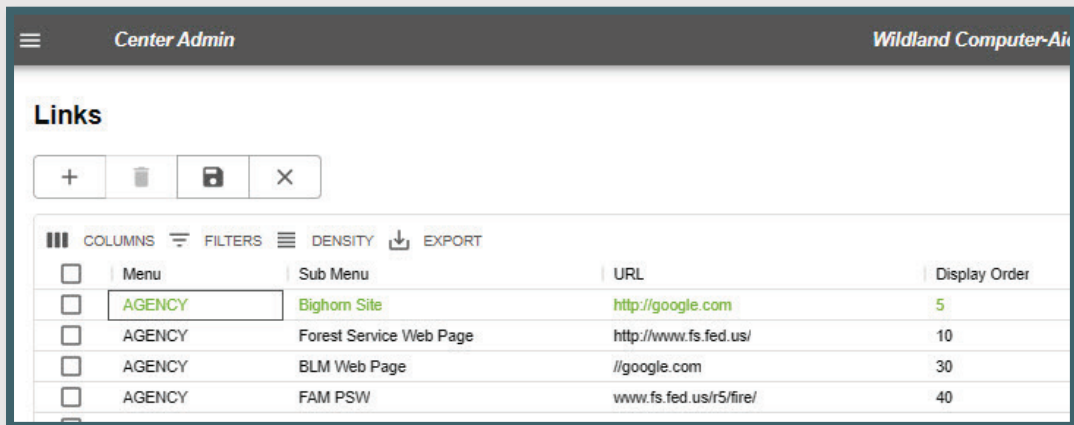 Center Admin Wildland Computer-Aid
Links
COLUMNS FILTERS DENSITY EXPORT
Menu Sub Menu URL Display Order
AGENCY Bighorn Site http://google.com 5
AGENCY Forest Service Web Page http://www.fs.fed.us/ 10
AGENCY BLM Web Page //google.com 30
AGENCY FAM PSW www.fs.fed.us/r5/fire/ 40